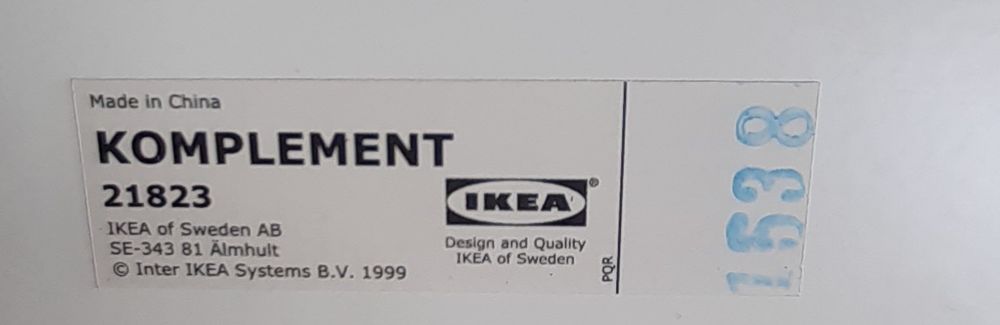 Made in China
KOMPLEMENT
21823
IKEA of Sweden AB
SE-343 81 Älmhult
© Inter IKEA Systems B.V. 1999
IKEA®
Design and Quality
IKEA of Sweden
PQR
1538